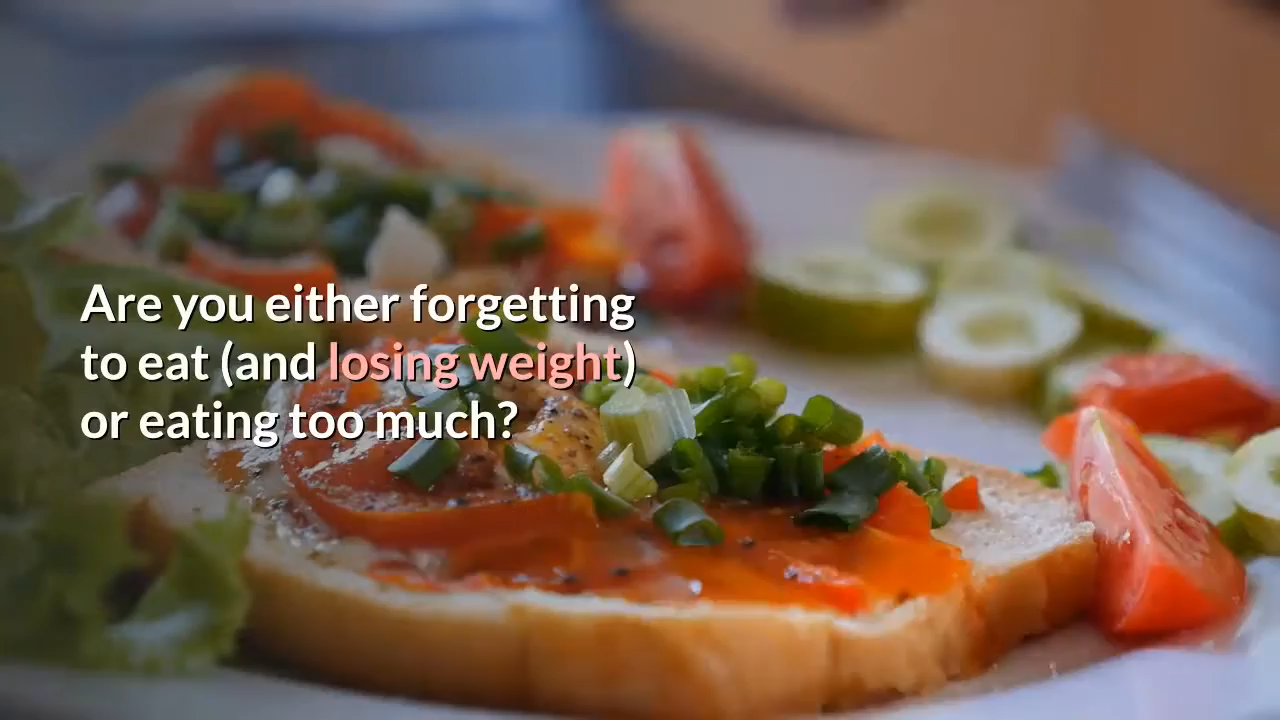 Are you either forgetting
to eat (and losing weight)
or eating too much?